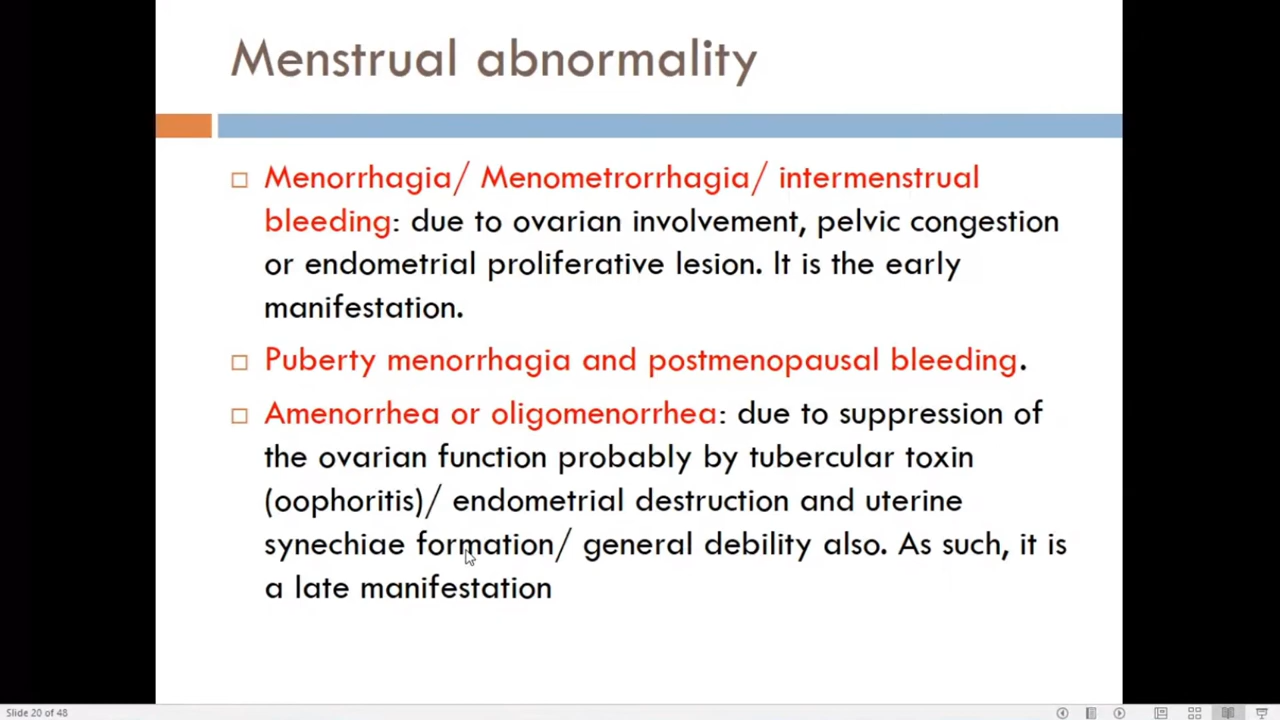 Menstrual abnormality
Menorrhagia/ Menometrorrhagia/ intermenstrual
bleeding: due to ovarian involvement, pelvic congestion
or endometrial proliferative lesion. It is the early
manifestation.
Puberty menorrhagia and postmenopausal bleeding.
Amenorrhea or oligomenorrhea: due to suppression of
the ovarian function probably by tubercular toxin
(oophoritis)/ endometrial destruction and uterine
synechiae formation/ general debility also. As such, it is
a late manifestation
Slide 20 of 48